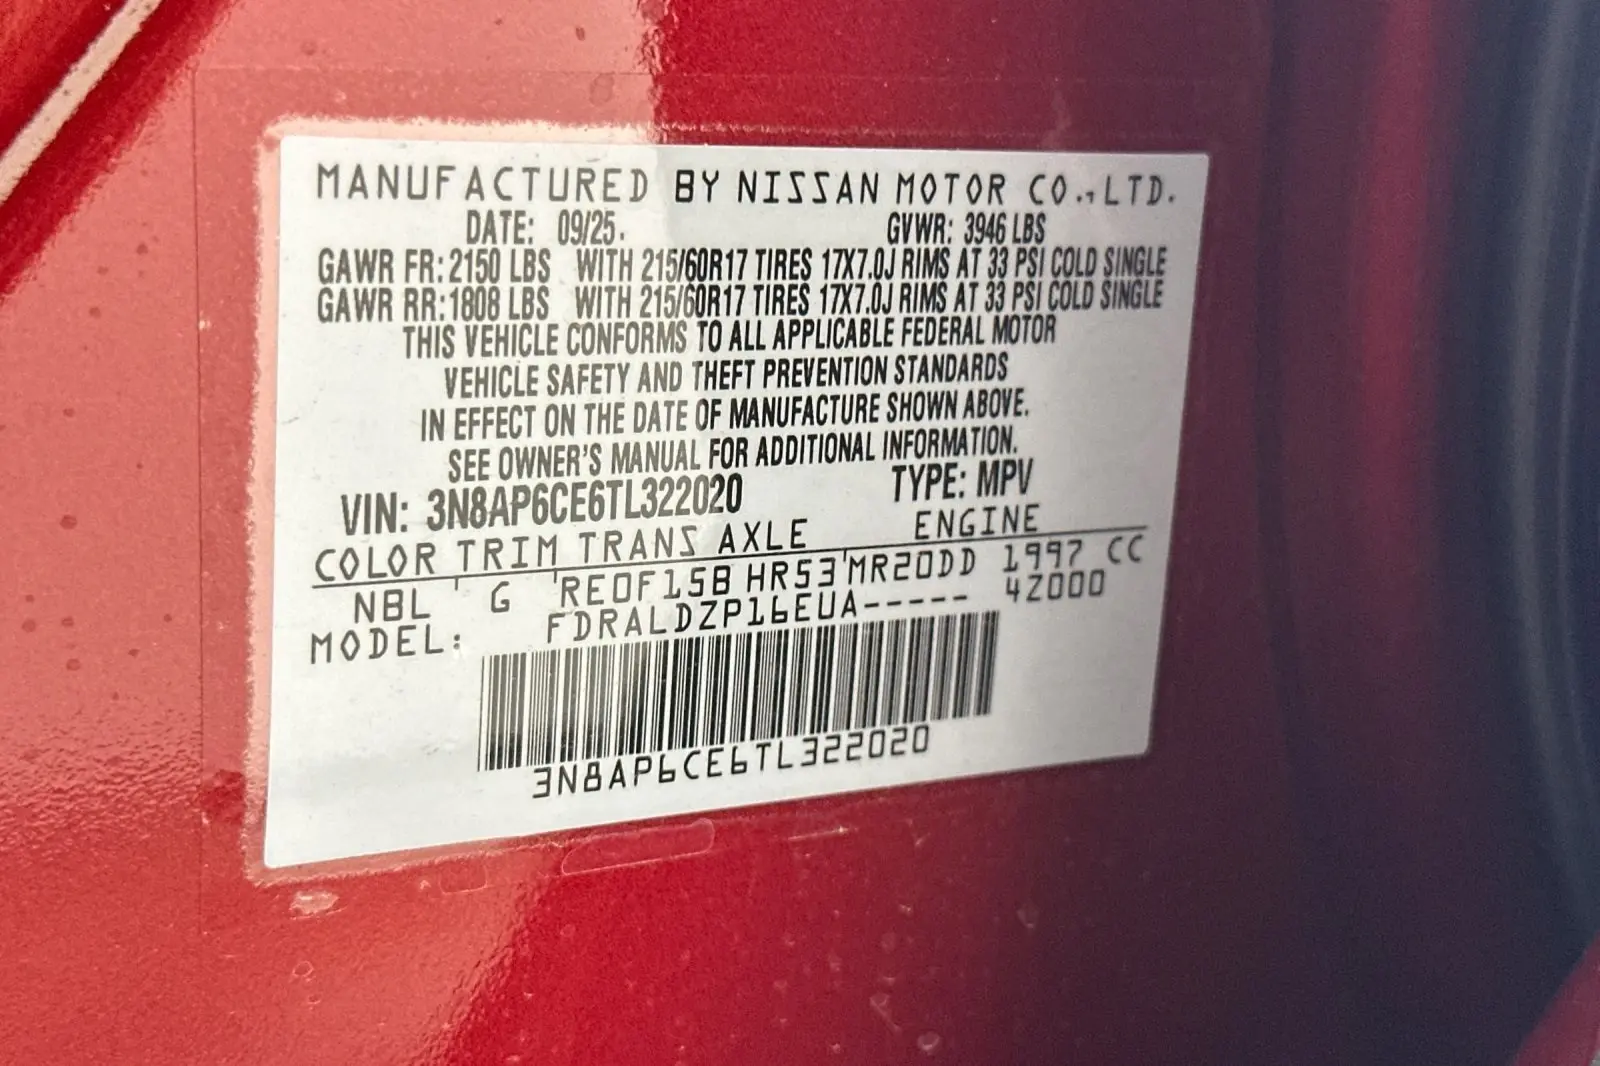 MANUFACTURED BY NISSAN MOTOR CO.,LTD.
DATE: 09/25. GVWR: 3946 LBS
GAWR FR: 2150 LBS WITH 215/60R17 TIRES 17X7.0J RIMS AT 33 PSI COLD SINGLE
GAWR RR: 1808 LBS WITH 215/60R17 TIRES 17X7.0J RIMS AT 33 PSI COLD SINGLE
THIS VEHICLE CONFORMS TO ALL APPLICABLE FEDERAL MOTOR
VEHICLE SAFETY AND THEFT PREVENTION STANDARDS
IN EFFECT ON THE DATE OF MANUFACTURE SHOWN ABOVE.
SEE OWNER'S MANUAL FOR ADDITIONAL INFORMATION.
VIN: 3N8AP6CE6TL322020 TYPE: MPV
COLOR TRIM TRANS AXLE ENGINE
NBL G RE0F15B HR53 MR20DD 1997 CC
MODEL: FDRALDZP16EUA----- 42000
3N8AP6CE6TL322020